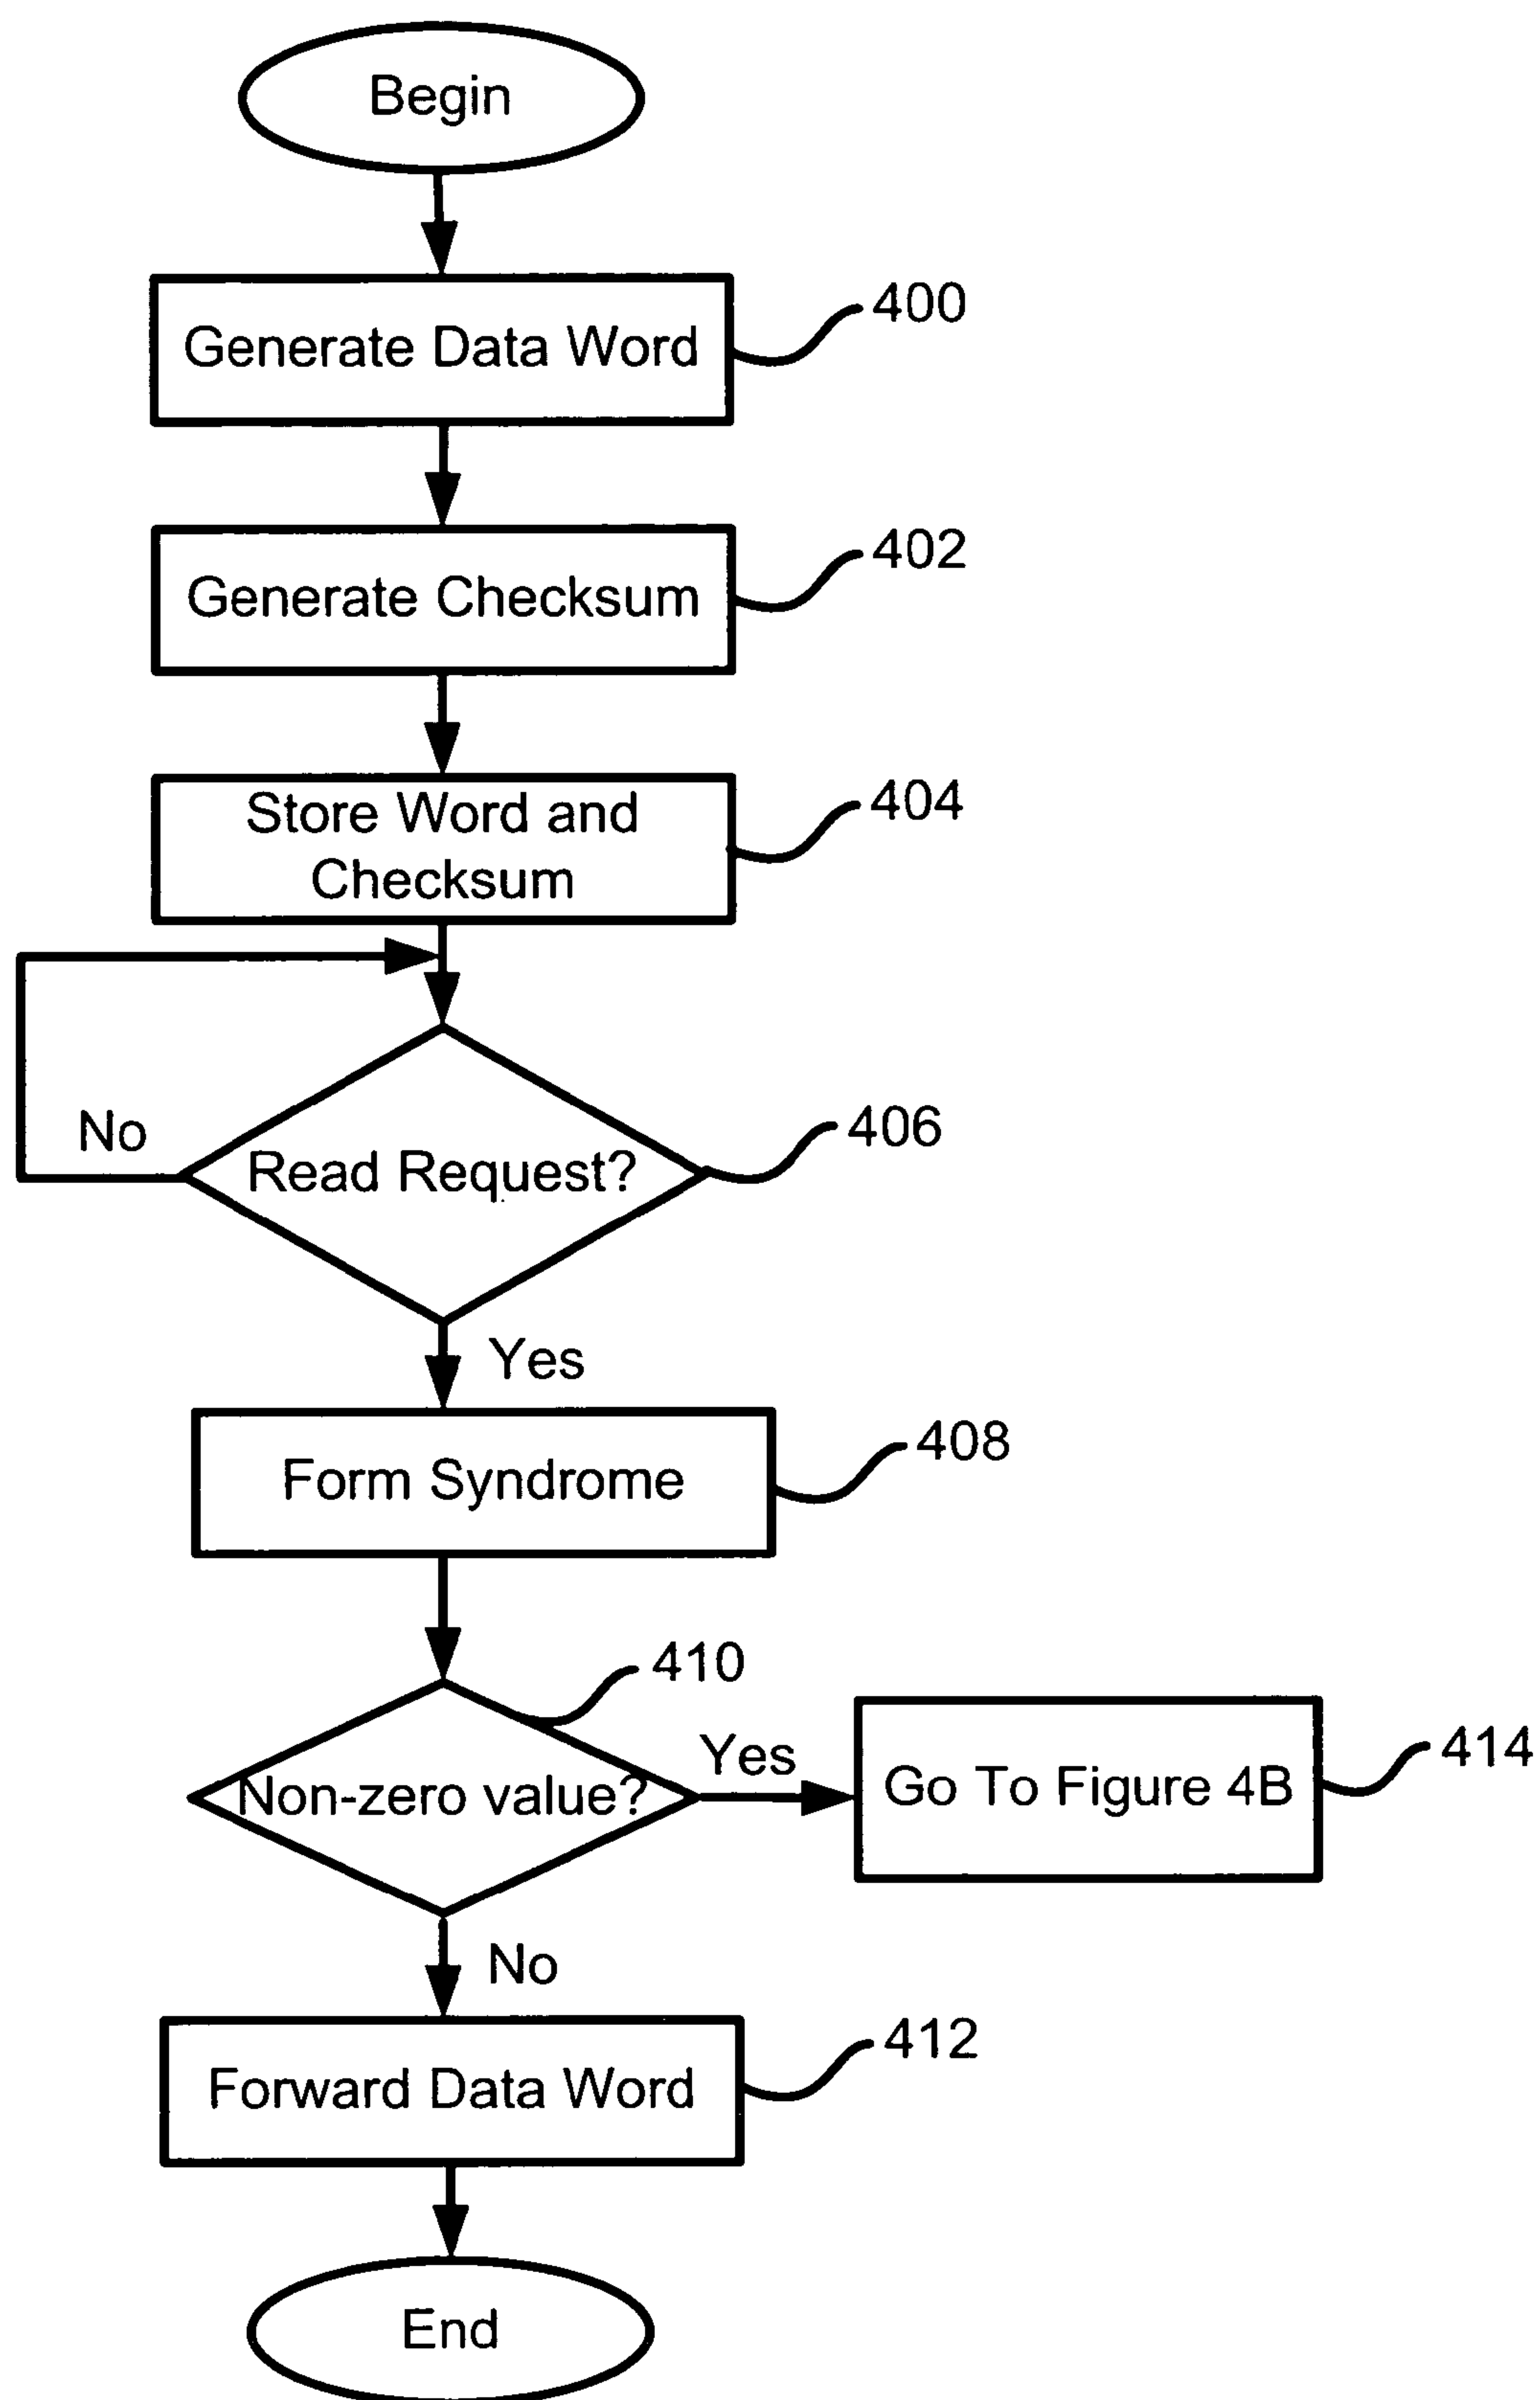 Begin
Generate Data Word
400
Generate Checksum
402
Store Word and
Checksum
404
No
Read Request?
406
Yes
Form Syndrome
408
410
Non-zero value?
Yes
Go To Figure 4B
414
No
Forward Data Word
412
End